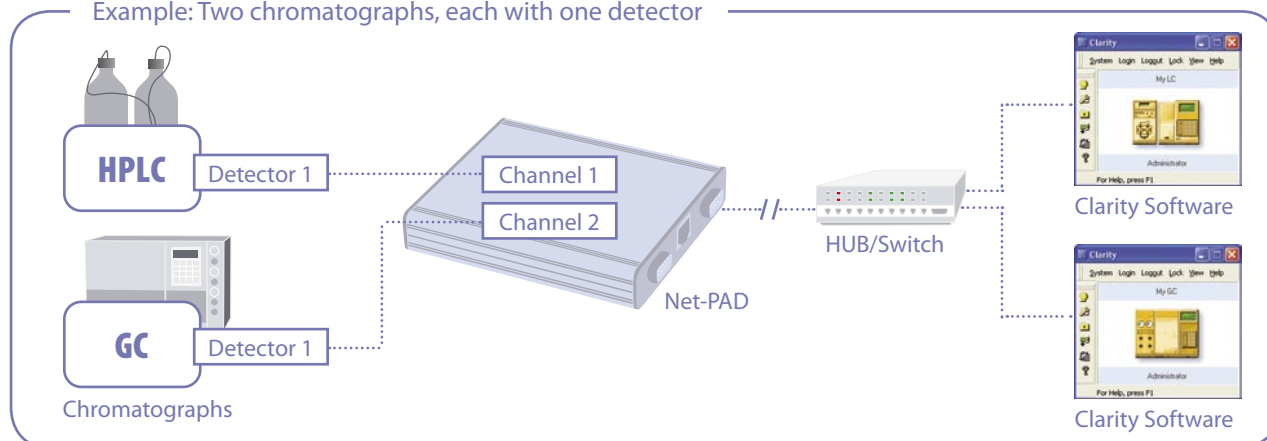 Example: Two chromatographs, each with one detector
HPLC
Detector 1
GC
Detector 1
Chromatographs
Channel 1
Channel 2
Net-PAD
HUB/Switch
Clarity
System Login Loggut Lock View Help
My LC
Administrator
For Help, press F1
Clarity Software
Clarity
System Login Loggut Lock View Help
My GC
Administrator
For Help, press F1
Clarity Software